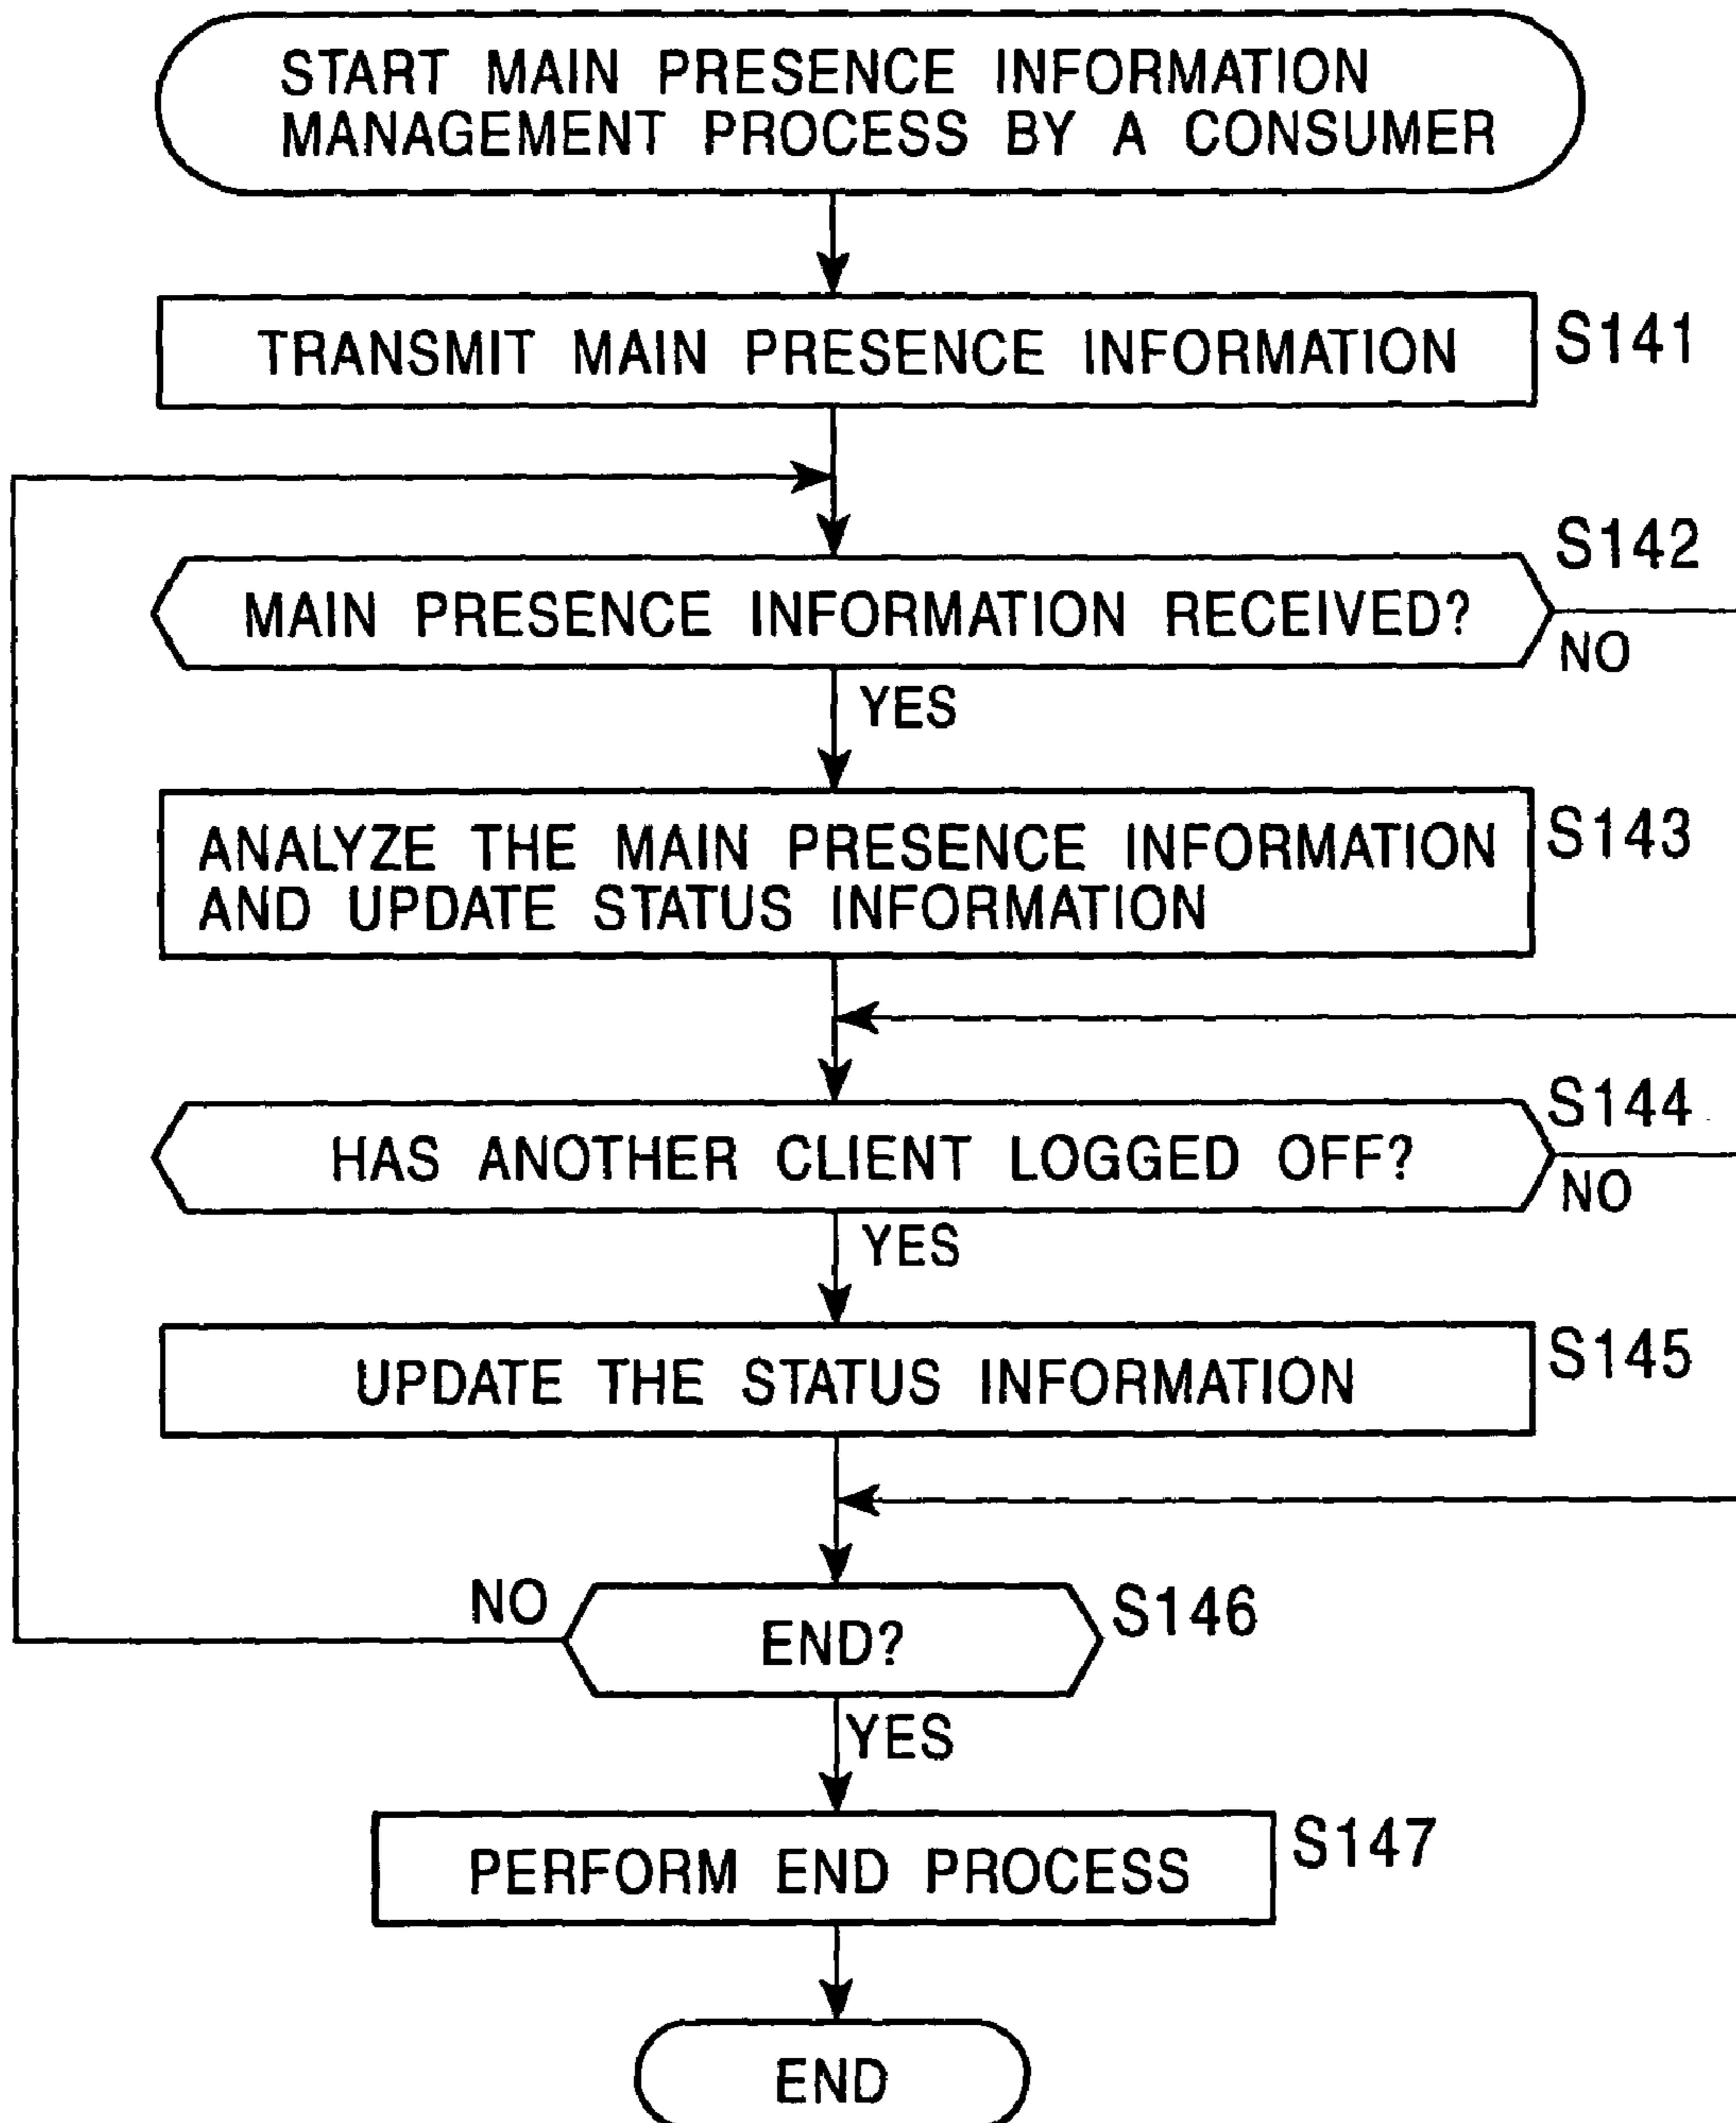 START MAIN PRESENCE INFORMATION
MANAGEMENT PROCESS BY A CONSUMER
TRANSMIT MAIN PRESENCE INFORMATION
S141
S142
MAIN PRESENCE INFORMATION RECEIVED?
NO
YES
ANALYZE THE MAIN PRESENCE INFORMATION
AND UPDATE STATUS INFORMATION
S143
S144
HAS ANOTHER CLIENT LOGGED OFF?
NO
YES
UPDATE THE STATUS INFORMATION
S145
NO
END?
S146
YES
PERFORM END PROCESS
S147
END